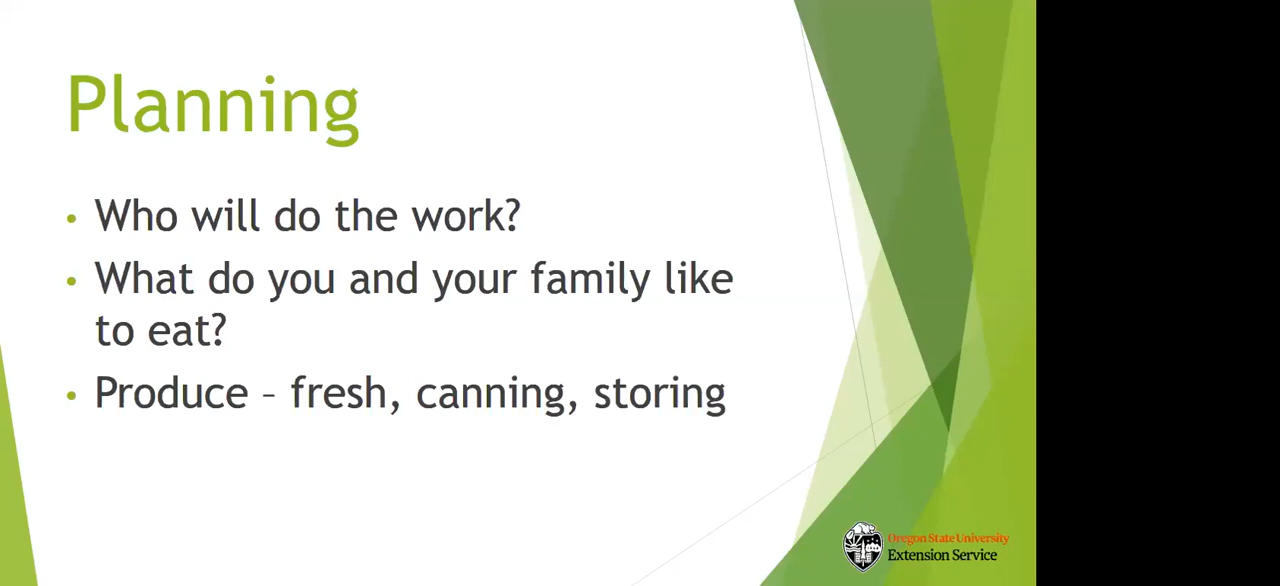 Planning
• Who will do the work?
• What do you and your family like
to eat?
• Produce – fresh, canning, storing
Oregon State University
Extension Service